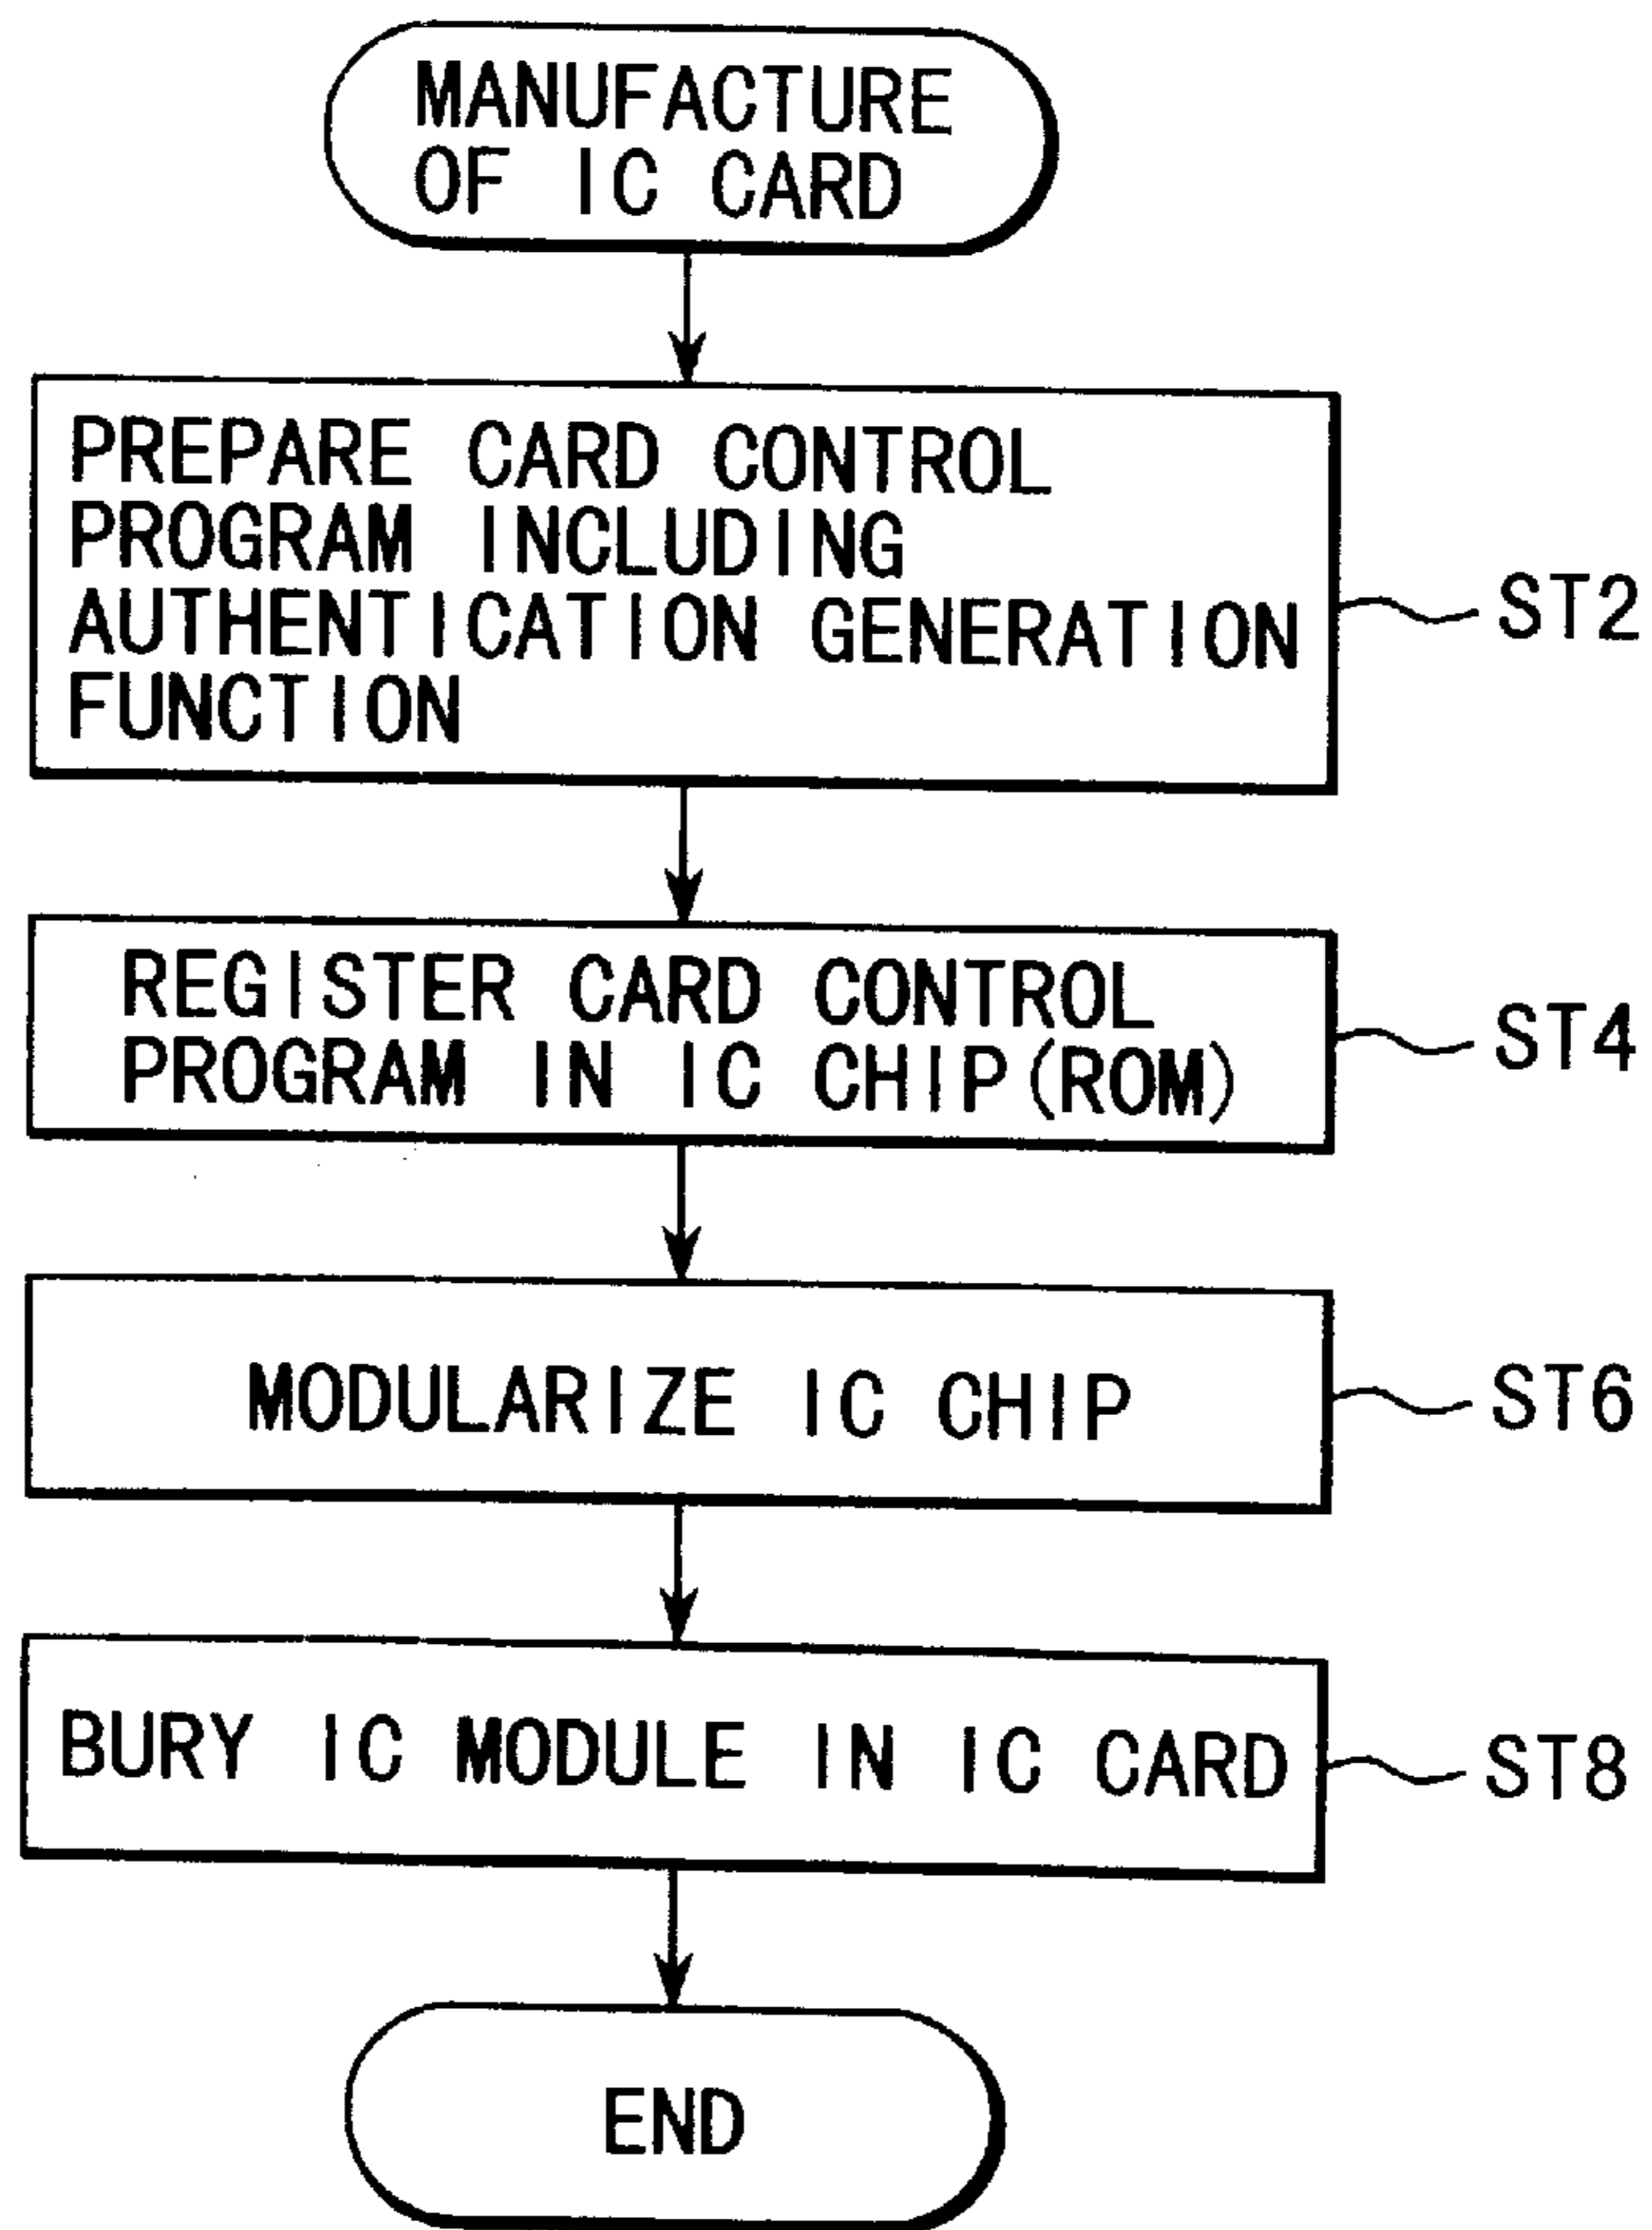 MANUFACTURE
OF IC CARD
PREPARE CARD CONTROL
PROGRAM INCLUDING
AUTHENTICATION GENERATION
FUNCTION
ST2
REGISTER CARD CONTROL
PROGRAM IN IC CHIP(ROM)
ST4
MODULARIZE IC CHIP
ST6
BURY IC MODULE IN IC CARD
ST8
END